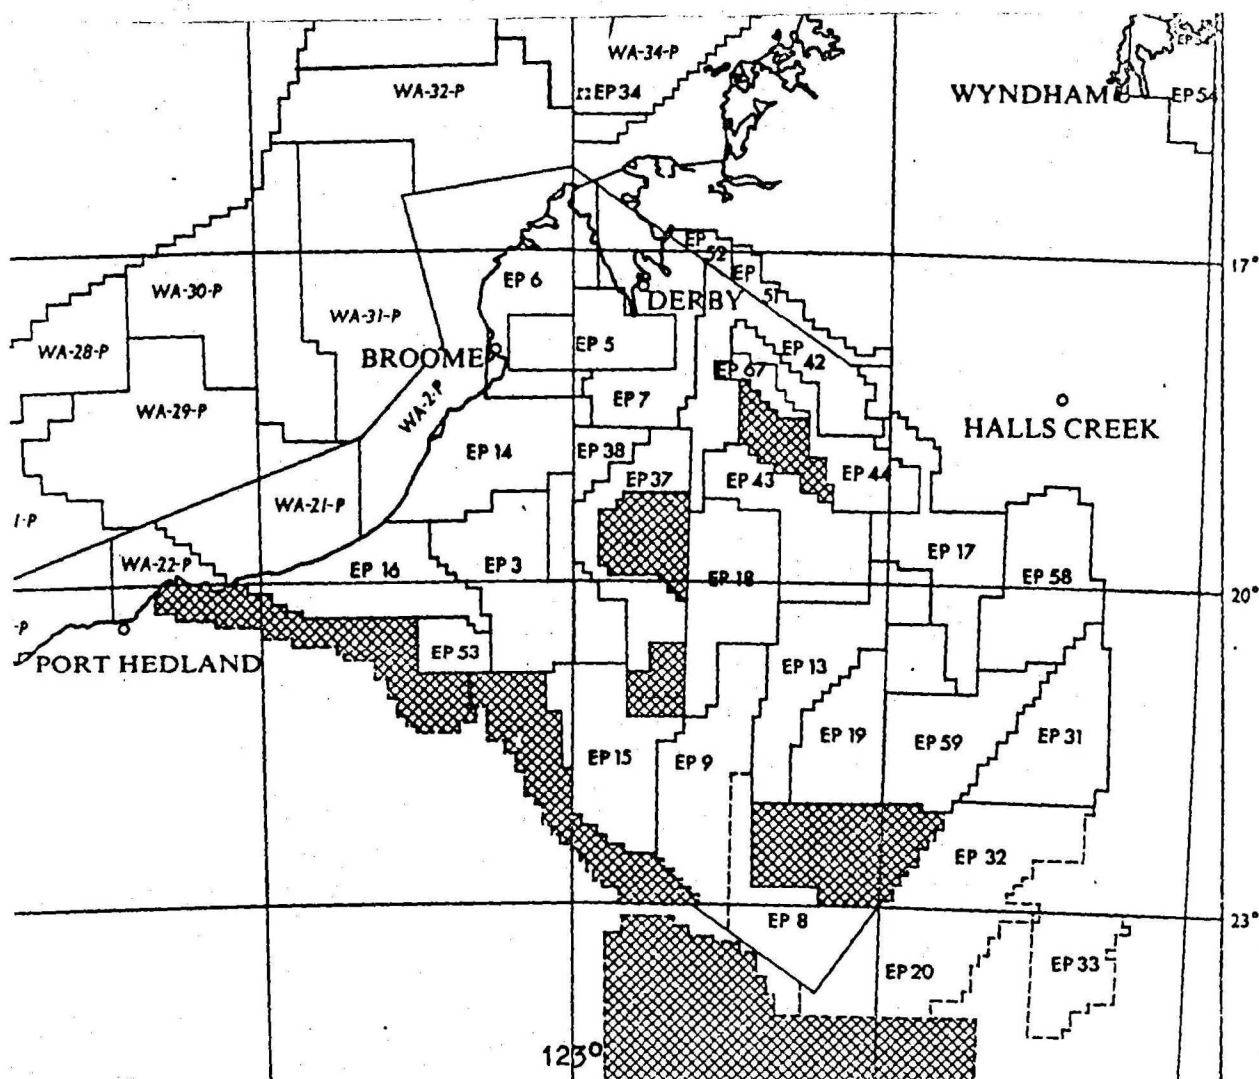 WA-34-P
EP 34
WA-32-P
EP 34
WYNDHAM
EP 54
EP
52
17°
EP
51
EP 6
DERBY
WA-30-P
WA-31-P
WA-28-P
BROOME
EP 5
EP
42
EP 67
WA-29-P
WA-2-P
EP 7
HALLS CREEK
EP 14
EP 38
EP 37
EP 43
EP 44
WA-21-P
1-P
WA-22-P
EP 16
EP 3
EP 18
EP 17
EP 58
20°
-P
PORT HEDLAND
EP 53
EP 13
EP 15
EP 9
EP 19
EP 59
EP 31
EP 32
EP 8
23°
EP 20
EP 33
123°